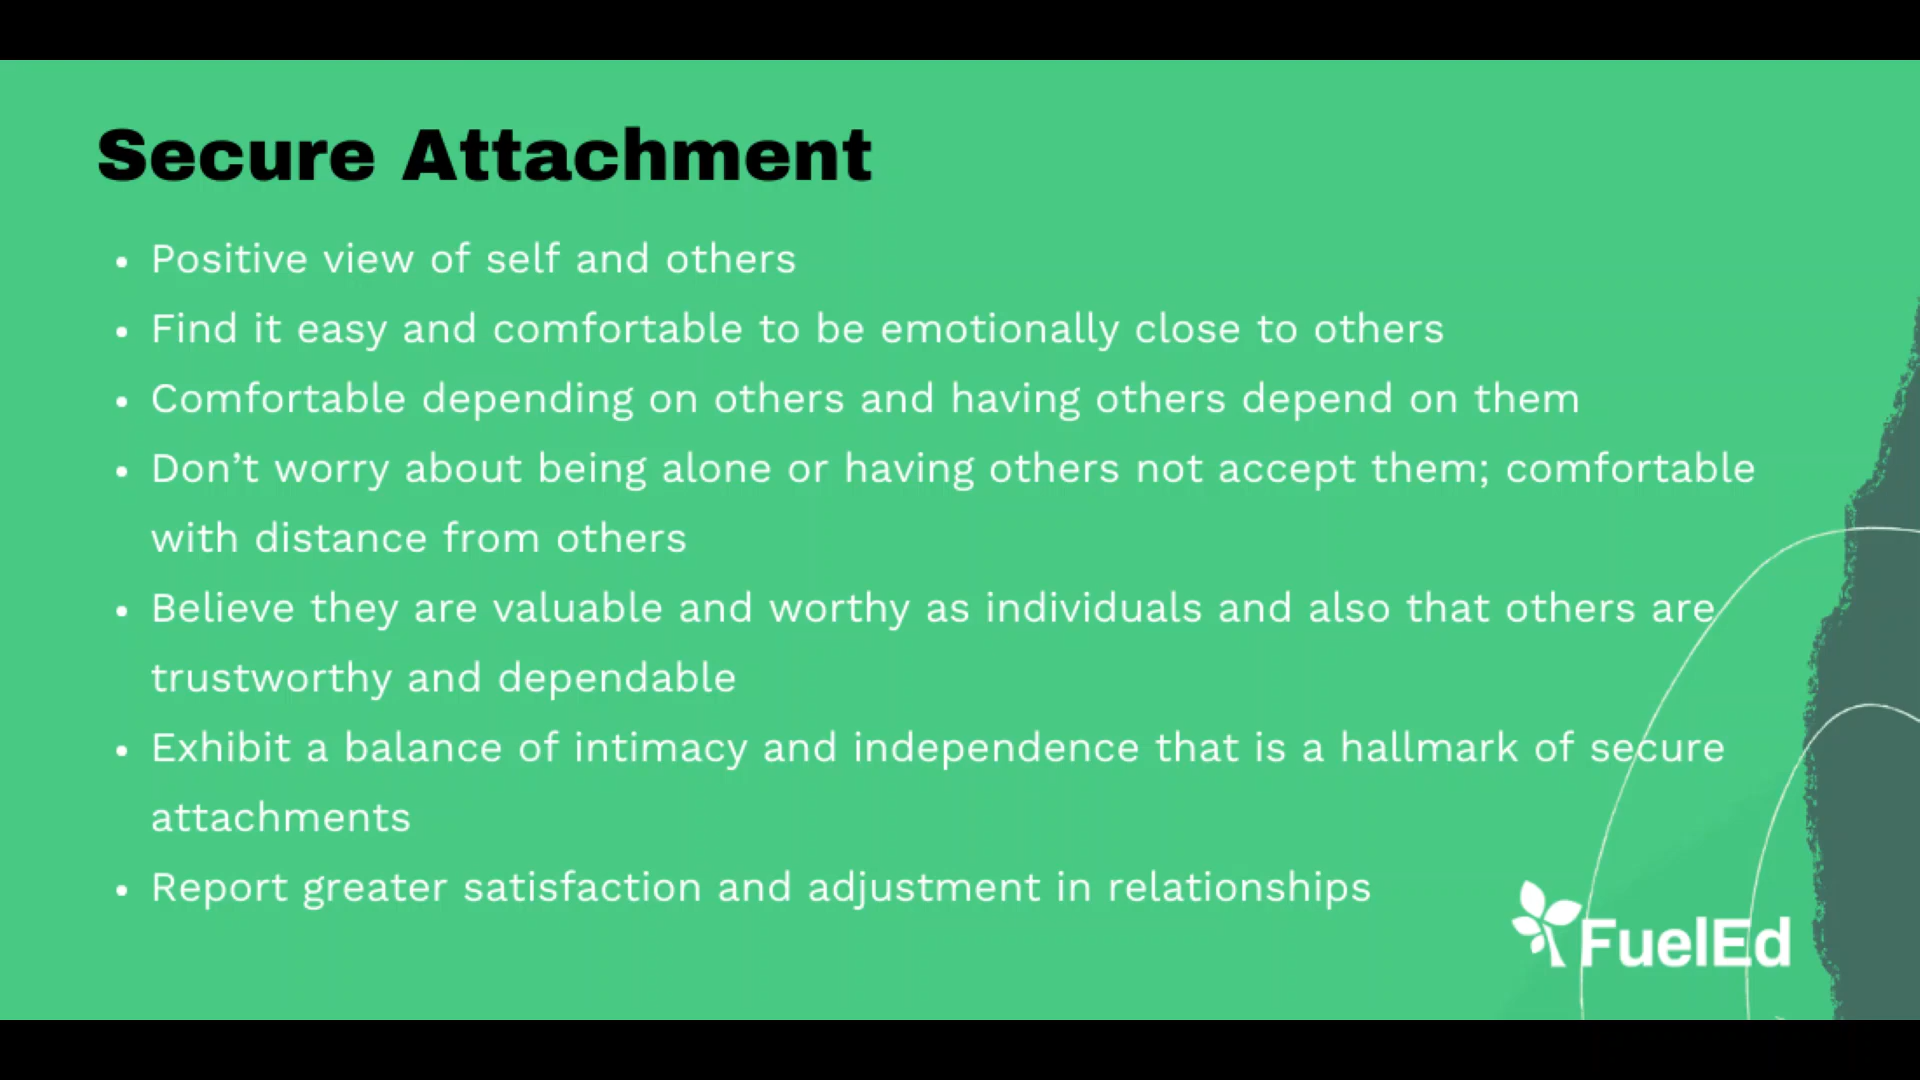 Secure Attachment
• Positive view of self and others
• Find it easy and comfortable to be emotionally close to others
• Comfortable depending on others and having others depend on them
• Don’t worry about being alone or having others not accept them; comfortable
with distance from others
• Believe they are valuable and worthy as individuals and also that others are
trustworthy and dependable
• Exhibit a balance of intimacy and independence that is a hallmark of secure
attachments
• Report greater satisfaction and adjustment in relationships
FuelEd